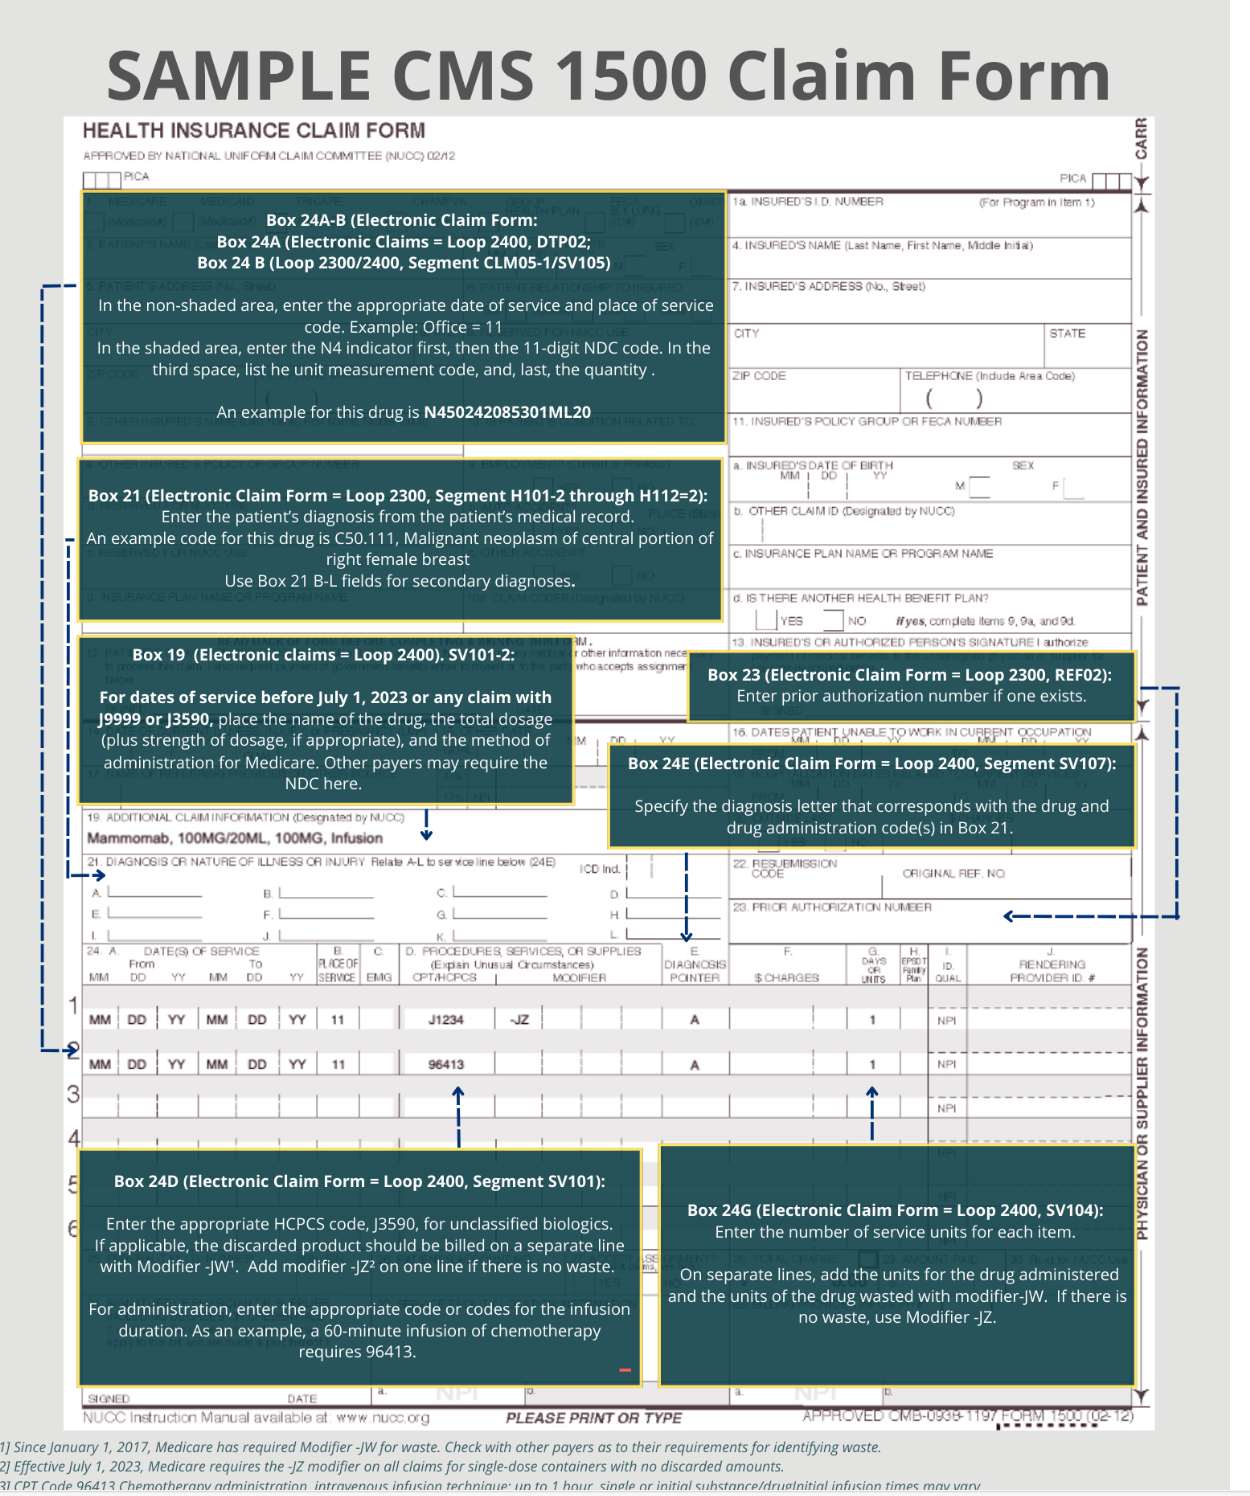 SAMPLE CMS 1500 Claim Form
HEALTH INSURANCE CLAIM FORM
APPROVED BY NATIONAL UNIFORM CLAIM COMMITTEE (NUCC) 02/12
PICA
PICA
CARR
Box 24A-B (Electronic Claim Form:
Box 24A (Electronic Claims = Loop 2400, DTP02;
Box 24 B (Loop 2300/2400, Segment CLM05-1/SV105)
In the non-shaded area, enter the appropriate date of service and place of service
code. Example: Office = 11
In the shaded area, enter the N4 indicator first, then the 11-digit NDC code. In the
third space, list he unit measurement code, and, last, the quantity .
An example for this drug is N450242085301ML20
1a. INSURED'S I.D. NUMBER (For Program in Item 1)
4. INSURED'S NAME (Last Name, First Name, Middle Initial)
7. INSURED'S ADDRESS (No., Street)
CITY STATE
ZIP CODE TELEPHONE (Include Area Code)
( )
11. INSURED'S POLICY GROUP OR FECA NUMBER
a. INSURED'S DATE OF BIRTH SEX
MM DD YY M F
b. OTHER CLAIM ID (Designated by NUCC)
c. INSURANCE PLAN NAME OR PROGRAM NAME
d. IS THERE ANOTHER HEALTH BENEFIT PLAN?
YES NO If yes, complete items 9, 9a, and 9d.
13. INSURED'S OR AUTHORIZED PERSON'S SIGNATURE I authorize
PATIENT AND INSURED INFORMATION
Box 21 (Electronic Claim Form = Loop 2300, Segment H101-2 through H112=2):
Enter the patient's diagnosis from the patient's medical record.
An example code for this drug is C50.111, Malignant neoplasm of central portion of
right female breast
Use Box 21 B-L fields for secondary diagnoses.
Box 19 (Electronic claims = Loop 2400). SV101-2:
For dates of service before July 1, 2023 or any claim with
J9999 or J3590, place the name of the drug, the total dosage
(plus strength of dosage, if appropriate), and the method of
administration for Medicare. Other payers may require the
NDC here.
Box 23 (Electronic Claim Form = Loop 2300, REF02):
Enter prior authorization number if one exists.
16. DATES PATIENT UNABLE TO WORK IN CURRENT OCCUPATION
Box 24E (Electronic Claim Form = Loop 2400, Segment SV107):
Specify the diagnosis letter that corresponds with the drug and
drug administration code(s) in Box 21.
19. ADDITIONAL CLAIM INFORMATION (Designated by NUCC)
Mammomab, 100MG/20ML, 100MG, Infusion
21. DIAGNOSIS OR NATURE OF ILLNESS OR INJURY Relate A-L to service line below (24E) ICD Ind.
A. B. C. D.
E. F. G. H.
I. J. K. L.
22. RESUBMISSION
CODE ORIGINAL REF. NO.
23. PRIOR AUTHORIZATION NUMBER
24. A. DATE(S) OF SERVICE B. C. D. PROCEDURES, SERVICES, OR SUPPLIES E. F. G. H. I. J.
From To PLACE OF (Explain Unusual Circumstances) DIAGNOSIS DAYS OR EPSDT Family ID. RENDERING
MM DD YY MM DD YY SERVICE EMG CPT/HCPCS MODIFIER POINTER $ CHARGES UNITS Plan QUAL PROVIDER ID. #
1
MM DD YY MM DD YY 11 J1234 -JZ A 1 NPI
2
MM DD YY MM DD YY 11 96413 A 1 NPI
3
NPI
4
5
6
PHYSICIAN OR SUPPLIER INFORMATION
Box 24D (Electronic Claim Form = Loop 2400, Segment SV101):
Enter the appropriate HCPCS code, J3590, for unclassified biologics.
If applicable, the discarded product should be billed on a separate line
with Modifier -JW¹. Add modifier -JZ² on one line if there is no waste.
For administration, enter the appropriate code or codes for the infusion
duration. As an example, a 60-minute infusion of chemotherapy
requires 96413.
Box 24G (Electronic Claim Form = Loop 2400, SV104):
Enter the number of service units for each item.
On separate lines, add the units for the drug administered
and the units of the drug wasted with modifier-JW. If there is
no waste, use Modifier -JZ.
SIGNED DATE a. NPI b. a. NPI b.
NUCC Instruction Manual available at: www.nucc.org PLEASE PRINT OR TYPE APPROVED OMB-0938-1197 FORM 1500 (02-12)
1] Since January 1, 2017, Medicare has required Modifier -JW for waste. Check with other payers as to their requirements for identifying waste.
2] Effective July 1, 2023, Medicare requires the -JZ modifier on all claims for single-dose containers with no discarded amounts.
3] CPT Code 96413 Chemotherapy administration, intravenous infusion technique; up to 1 hour, single or initial substance/drugInitial infusion times may vary